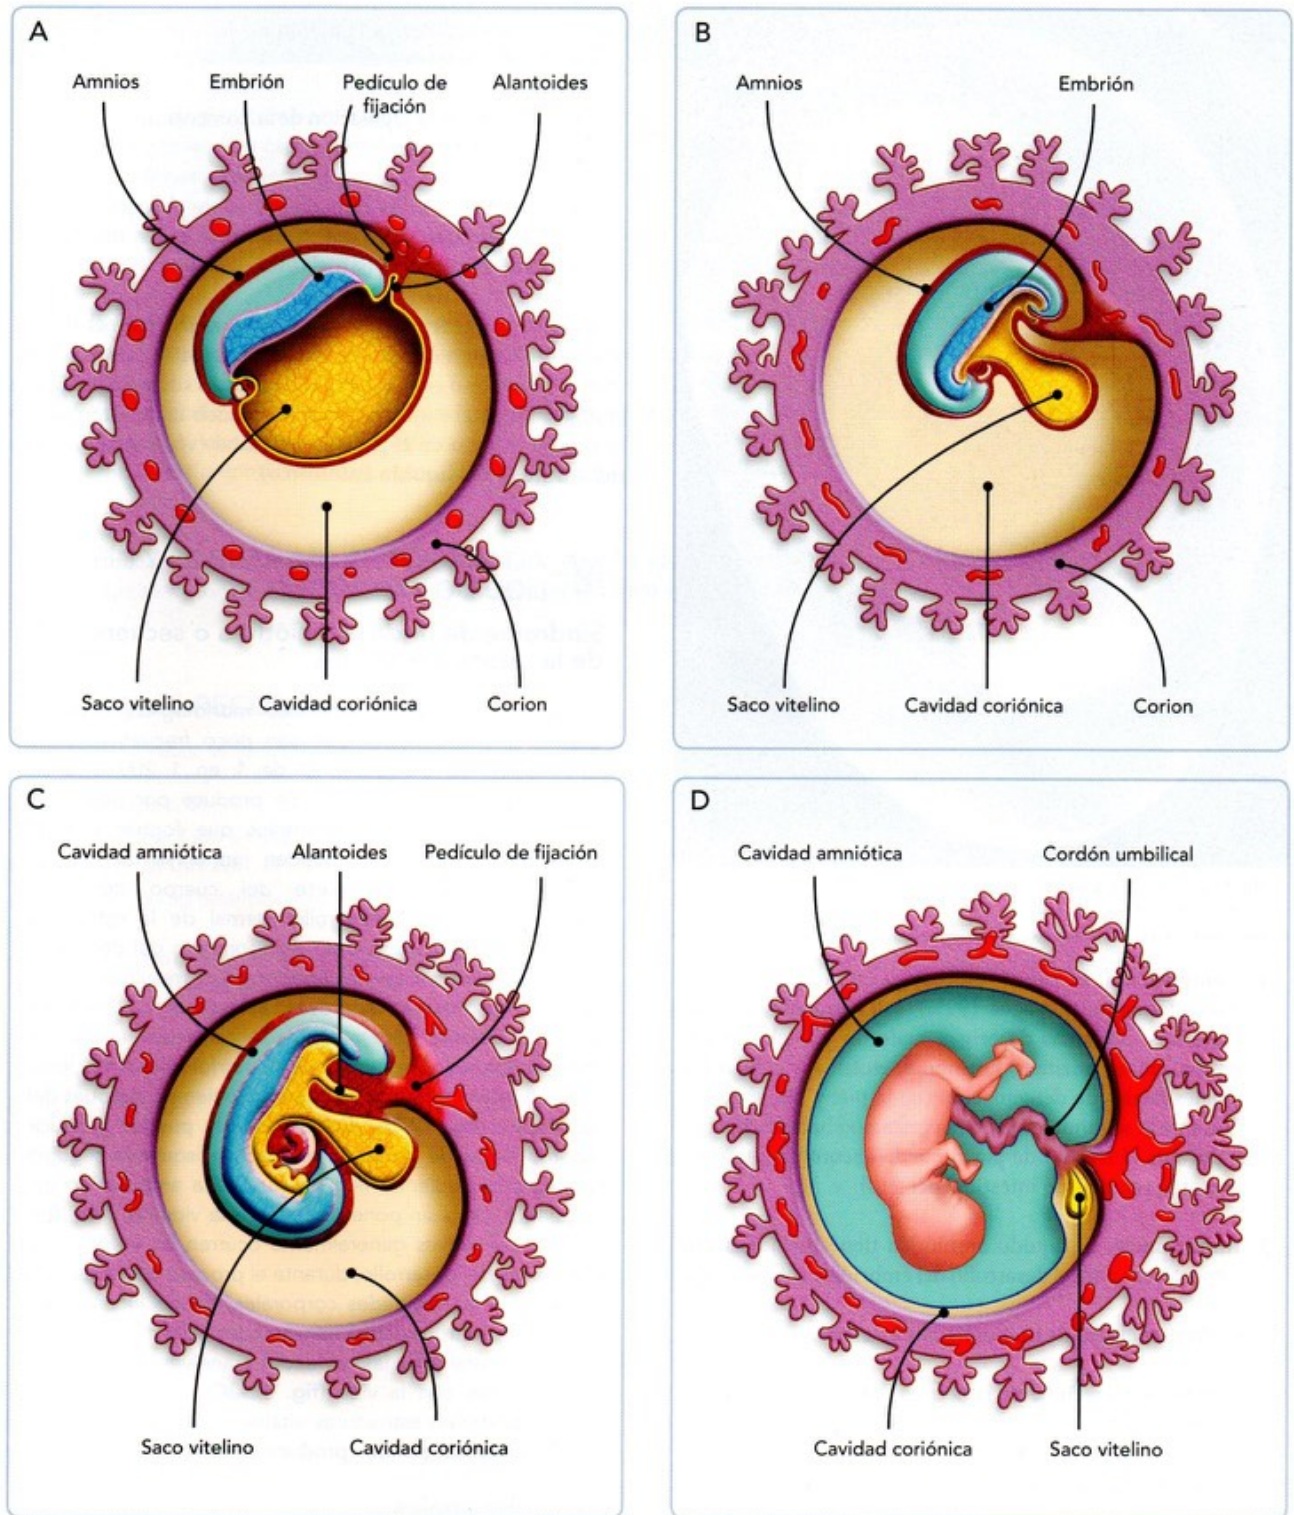 A
Amnios
Embrión
Pedículo de
fijación
Alantoides
Saco vitelino
Cavidad coriónica
Corion
B
Amnios
Embrión
Saco vitelino
Cavidad coriónica
Corion
C
Cavidad amniótica
Alantoides
Pedículo de fijación
Saco vitelino
Cavidad coriónica
D
Cavidad amniótica
Cordón umbilical
Cavidad coriónica
Saco vitelino